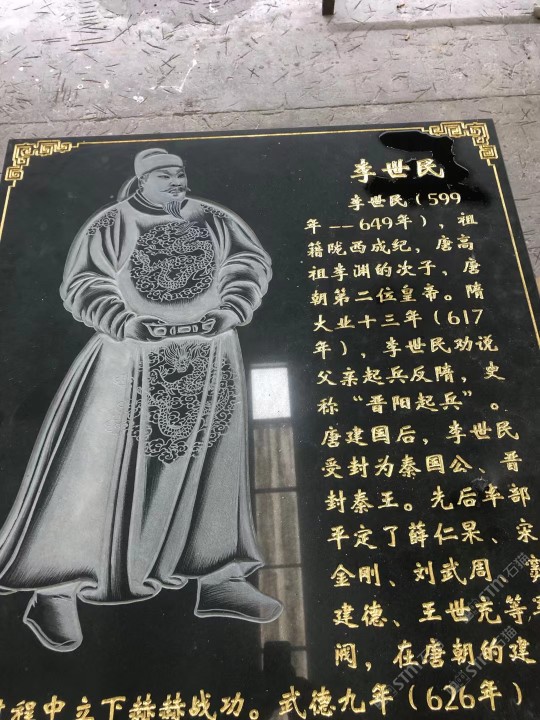 李世民
李世民（599
年——649年），祖
籍陇西成纪，唐高
祖李渊的次子，唐
朝第二位皇帝。隋
大业十三年（617
年），李世民劝说
父亲起兵反隋，史
称“晋阳起兵”。
唐建国后，李世民
受封为秦国公、晋
封秦王。先后率部
平定了薛仁杲、宋
金刚、刘武周
建德、王世充等军
阀，在唐朝的建
过程中立下赫赫战功。武德九年（626年）